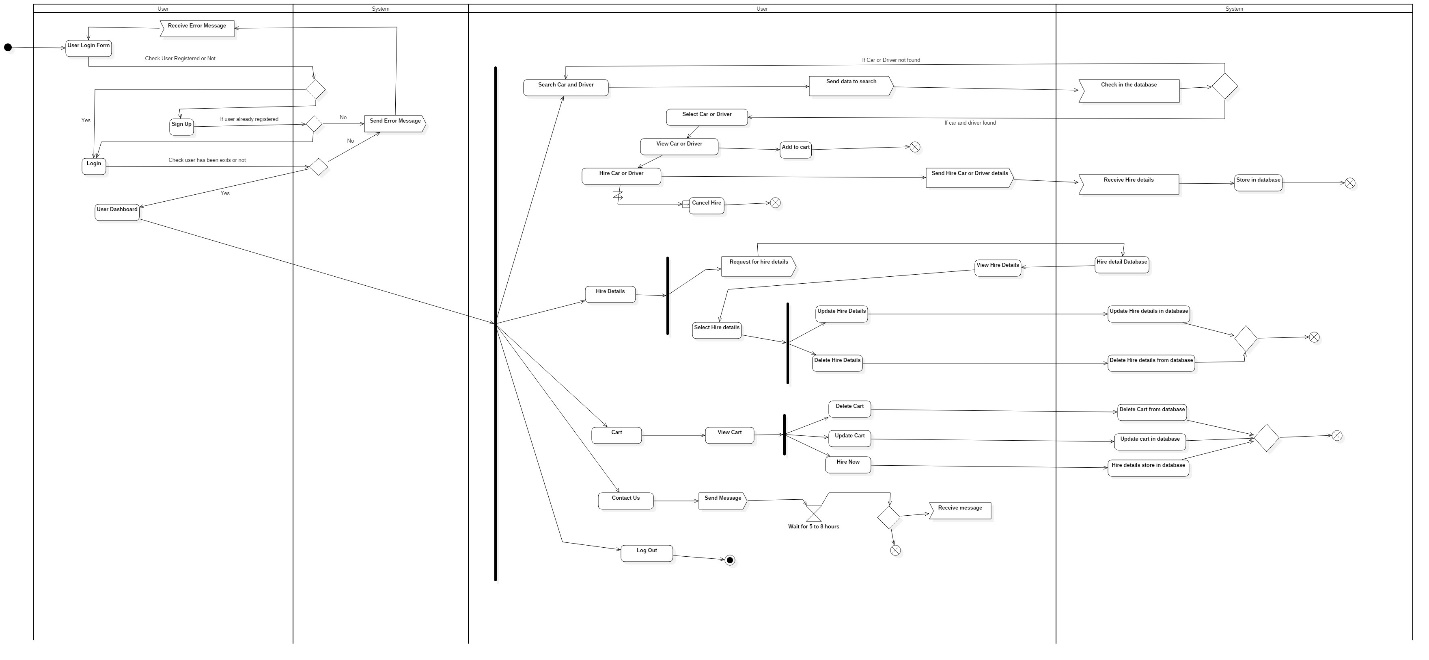 User
System
User
System
Receive Error Message
User Login Form
Check User Registered or Not
If Car or Driver not found
Search Car and Driver
Send data to search
Check in the database
Yes
Sign Up
If user already registered
No
Send Error Message
Select Car or Driver
If car and driver found
No
View Car or Driver
Add to cart
Login
Check user has been exits or not
Hire Car or Driver
Send Hire Car or Driver details
Receive Hire details
Store in database
Yes
User Dashboard
Cancel Hire
Request for hire details
View Hire Details
Hire detail Database
Hire Details
Select Hire details
Update Hire Details
Update Hire details in database
Delete Hire Details
Delete Hire details from database
Delete Cart
Delete Cart from database
Cart
View Cart
Update Cart
Update cart in database
Hire Now
Hire details store in database
Contact Us
Send Message
Receive message
Wait for 5 to 8 hours
Log Out